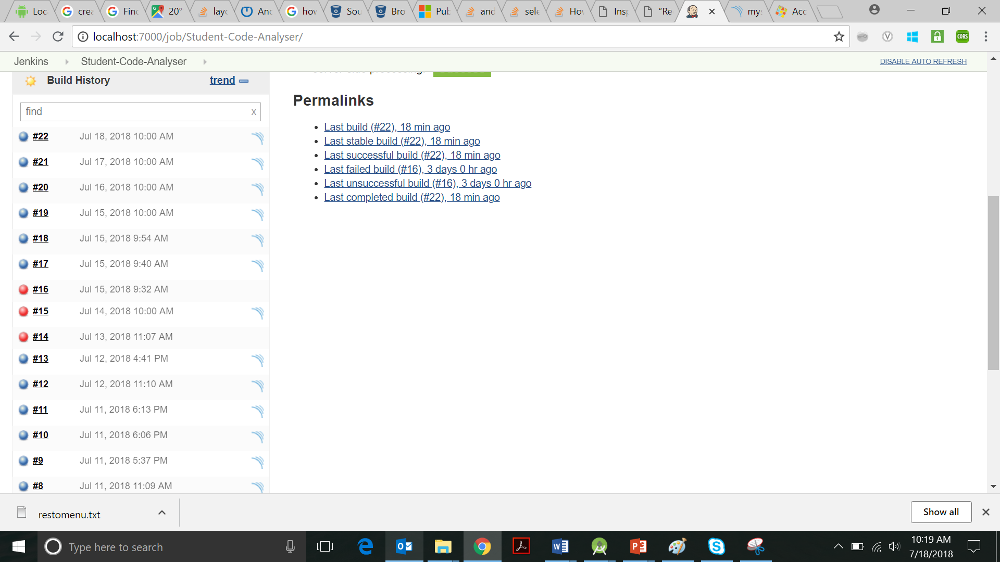 Loca
crea
Find
20°
layo
And
how
Sou
Bro
Pub
and
sele
How
Insp
“Re
mys
Acc
localhost:7000/job/Student-Code-Analyser/
CORS
Jenkins
Student-Code-Analyser
DISABLE AUTO REFRESH
Build History
trend
find
x
#22 Jul 18, 2018 10:00 AM
#21 Jul 17, 2018 10:00 AM
#20 Jul 16, 2018 10:00 AM
#19 Jul 15, 2018 10:00 AM
#18 Jul 15, 2018 9:54 AM
#17 Jul 15, 2018 9:40 AM
#16 Jul 15, 2018 9:32 AM
#15 Jul 14, 2018 10:00 AM
#14 Jul 13, 2018 11:07 AM
#13 Jul 12, 2018 4:41 PM
#12 Jul 12, 2018 11:10 AM
#11 Jul 11, 2018 6:13 PM
#10 Jul 11, 2018 6:06 PM
#9 Jul 11, 2018 5:37 PM
#8 Jul 11, 2018 11:09 AM
Permalinks
Last build (#22), 18 min ago
Last stable build (#22), 18 min ago
Last successful build (#22), 18 min ago
Last failed build (#16), 3 days 0 hr ago
Last unsuccessful build (#16), 3 days 0 hr ago
Last completed build (#22), 18 min ago
restomenu.txt
Show all
Type here to search
10:19 AM
7/18/2018